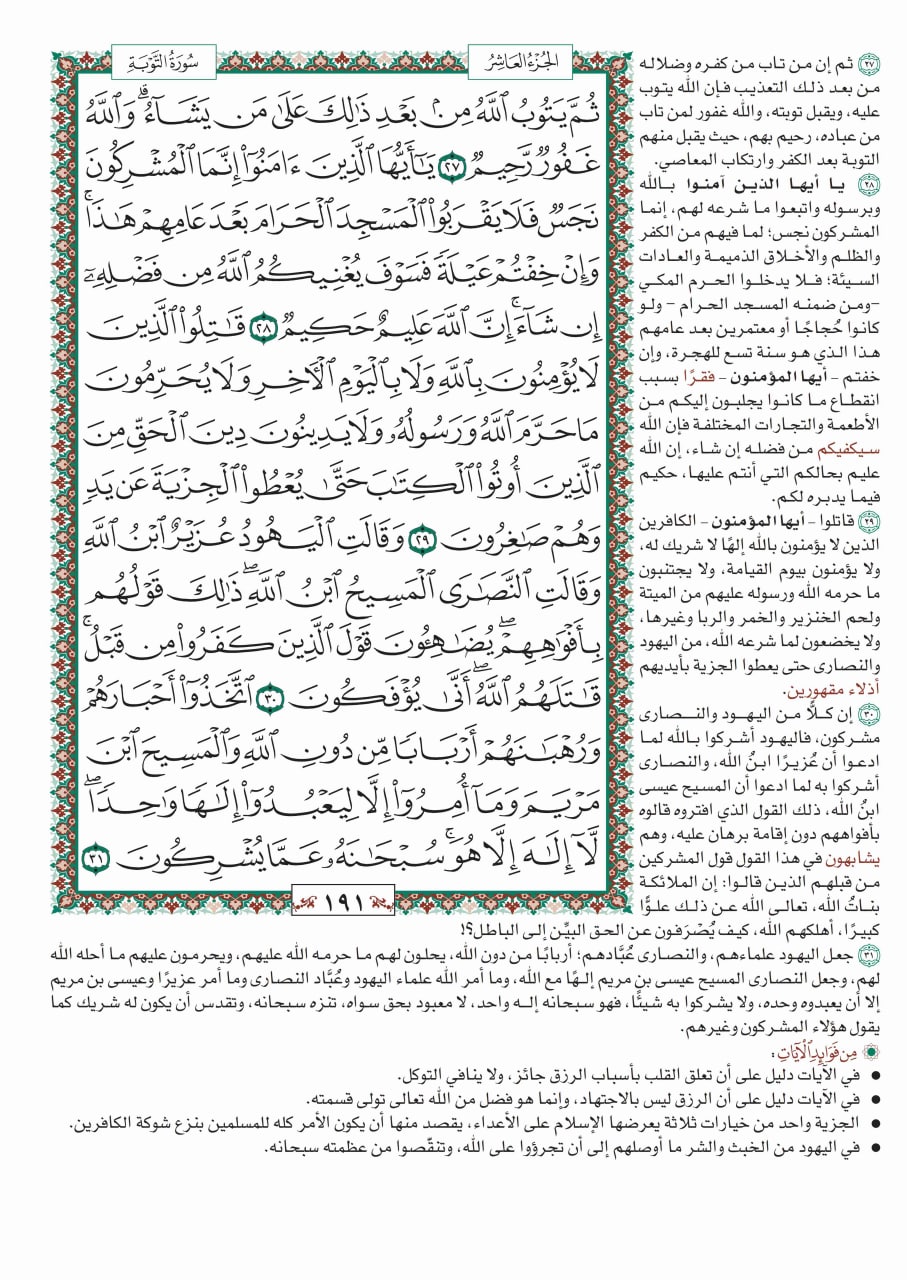 الجُزْءُ العَاشِرُ
سُورَةُ التَّوْبَةِ
ثُمَّ يَتُوبُ ٱللَّهُ مِنۢ بَعْدِ ذَٰلِكَ عَلَىٰ مَن يَشَآءُۗ وَٱللَّهُ
غَفُورٌ رَّحِيمٌ ٢٧ يَٰٓأَيُّهَا ٱلَّذِينَ ءَامَنُوٓاْ إِنَّمَا ٱلْمُشْرِكُونَ
نَجَسٌ فَلَا يَقْرَبُواْ ٱلْمَسْجِدَ ٱلْحَرَامَ بَعْدَ عَامِهِمْ هَٰذَاۚ
وَإِنْ خِفْتُمْ عَيْلَةً فَسَوْفَ يُغْنِيكُمُ ٱللَّهُ مِن فَضْلِهِۦٓ
إِن شَآءَۚ إِنَّ ٱللَّهَ عَلِيمٌ حَكِيمٌ ٢٨ قَٰتِلُواْ ٱلَّذِينَ
لَا يُؤْمِنُونَ بِٱللَّهِ وَلَا بِٱلْيَوْمِ ٱلْأٓخِرِ وَلَا يُحَرِّمُونَ
مَا حَرَّمَ ٱللَّهُ وَرَسُولُهُۥ وَلَا يَدِينُونَ دِينَ ٱلْحَقِّ مِنَ
ٱلَّذِينَ أُوتُواْ ٱلْكِتَٰبَ حَتَّىٰ يُعْطُواْ ٱلْجِزْيَةَ عَن يَدٍ
وَهُمْ صَٰغِرُونَ ٢٩ وَقَالَتِ ٱلْيَهُودُ عُزَيْرٌ ٱبْنُ ٱللَّهِ
وَقَالَتِ ٱلنَّصَٰرَى ٱلْمَسِيحُ ٱبْنُ ٱللَّهِۖ ذَٰلِكَ قَوْلُهُم
بِأَفْوَٰهِهِمْۖ يُضَٰهِـُٔونَ قَوْلَ ٱلَّذِينَ كَفَرُواْ مِن قَبْلُۚ
قَٰتَلَهُمُ ٱللَّهُۖ أَنَّىٰ يُؤْفَكُونَ ٣٠ ٱتَّخَذُوٓاْ أَحْبَارَهُمْ
وَرُهْبَٰنَهُمْ أَرْبَابًا مِّن دُونِ ٱللَّهِ وَٱلْمَسِيحَ ٱبْنَ
مَرْيَمَ وَمَآ أُمِرُوٓاْ إِلَّا لِيَعْبُدُوٓاْ إِلَٰهًا وَٰحِدًاۖ
لَّآ إِلَٰهَ إِلَّا هُوَۚ سُبْحَٰنَهُۥ عَمَّا يُشْرِكُونَ ٣١
١٩١
٢٧ ثم إن من تاب من كفره وضلاله
من بعد ذلك التعذيب فإن الله يتوب
عليه، ويقبل توبته، والله غفور لمن تاب
من عباده، رحيم بهم، حيث يقبل منهم
التوبة بعد الكفر وارتكاب المعاصي.
٢٨ يا أيها الذين آمنوا بالله
وبرسوله واتبعوا ما شرعه لهم، إنما
المشركون نجس؛ لما فيهم من الكفر
والظلم والأخلاق الذميمة والعادات
السيئة؛ فلا يدخلوا الحرم المكي
-ومن ضمنه المسجد الحرام - ولو
كانوا حُجاجًا أو معتمرين بعد عامهم
هذا الذي هو سنة تسع للهجرة، وإن
خفتم - أيها المؤمنون - فقرًا بسبب
انقطاع ما كانوا يجلبون إليكم من
الأطعمة والتجارات المختلفة فإن الله
سيكفيكم من فضله إن شاء، إن الله
عليم بحالكم التي أنتم عليها، حكيم
فيما يدبره لكم.
٢٩ قاتلوا - أيها المؤمنون - الكافرين
الذين لا يؤمنون بالله إلهًا لا شريك له،
ولا يؤمنون بيوم القيامة، ولا يجتنبون
ما حرمه الله ورسوله عليهم من الميتة
ولحم الخنزير والخمر والربا وغيرها،
ولا يخضعون لما شرعه الله، من اليهود
والنصارى حتى يعطوا الجزية بأيديهم
أذلاء مقهورين.
٣٠ إن كلًّا من اليهود والنصارى
مشركون، فاليهود أشركوا بالله لما
ادعوا أن عُزيرًا ابنُ الله، والنصارى
أشركوا به لما ادعوا أن المسيح عيسى
ابنُ الله، ذلك القول الذي افتروه قالوه
بأفواههم دون إقامة برهان عليه، وهم
يشابهون في هذا القول قول المشركين
من قبلهم الذين قالوا: إن الملائكة
بناتُ الله، تعالى الله عن ذلك علوًّا
كبيرًا، أهلكهم الله، كيف يُصْرَفون عن الحق البيِّن إلى الباطل؟!
٣١ جعل اليهود علماءهم، والنصارى عُبَّادهم؛ أربابًا من دون الله، يحلون لهم ما حرمه الله عليهم، ويحرمون عليهم ما أحله الله
لهم، وجعل النصارى المسيح عيسى بن مريم إلهًا مع الله، وما أمر الله علماء اليهود وعُبَّاد النصارى وما أمر عزيرًا وعيسى بن مريم
إلا أن يعبدوه وحده، ولا يشركوا به شيئًا، فهو سبحانه إله واحد، لا معبود بحق سواه، تنزه سبحانه، وتقدس أن يكون له شريك كما
يقول هؤلاء المشركون وغيرهم.
مِن فَوَائِدِ الْآيَاتِ:
• في الآيات دليل على أن تعلق القلب بأسباب الرزق جائز، ولا ينافي التوكل.
• في الآيات دليل على أن الرزق ليس بالاجتهاد، وإنما هو فضل من الله تعالى تولى قسمته.
• الجزية واحد من خيارات ثلاثة يعرضها الإسلام على الأعداء، يقصد منها أن يكون الأمر كله للمسلمين بنزع شوكة الكافرين.
• في اليهود من الخبث والشر ما أوصلهم إلى أن تجرؤوا على الله، وتنقَّصوا من عظمته سبحانه.